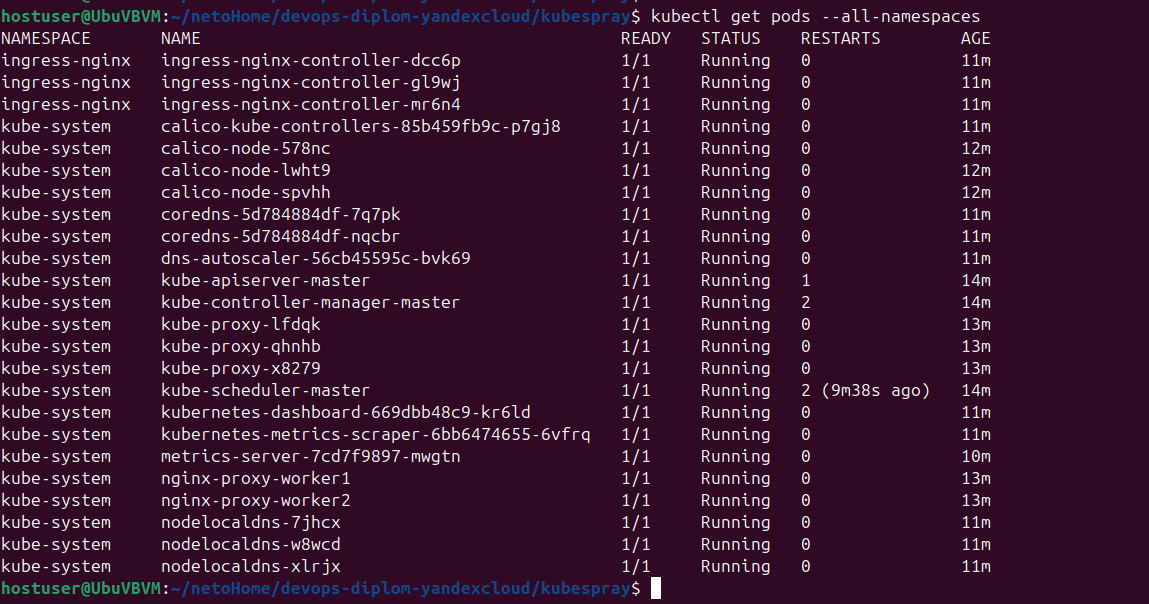 hostuser@UbuVBVM:~/netoHome/devops-diplom-yandexcloud/kubespray$ kubectl get pods --all-namespaces
NAMESPACE NAME READY STATUS RESTARTS AGE
ingress-nginx ingress-nginx-controller-dcc6p 1/1 Running 0 11m
ingress-nginx ingress-nginx-controller-gl9wj 1/1 Running 0 11m
ingress-nginx ingress-nginx-controller-mr6n4 1/1 Running 0 11m
kube-system calico-kube-controllers-85b459fb9c-p7gj8 1/1 Running 0 11m
kube-system calico-node-578nc 1/1 Running 0 12m
kube-system calico-node-lwht9 1/1 Running 0 12m
kube-system calico-node-spvhh 1/1 Running 0 12m
kube-system coredns-5d784884df-7q7pk 1/1 Running 0 11m
kube-system coredns-5d784884df-nqcbr 1/1 Running 0 11m
kube-system dns-autoscaler-56cb45595c-bvk69 1/1 Running 0 11m
kube-system kube-apiserver-master 1/1 Running 1 14m
kube-system kube-controller-manager-master 1/1 Running 2 14m
kube-system kube-proxy-lfdqk 1/1 Running 0 13m
kube-system kube-proxy-qhnhb 1/1 Running 0 13m
kube-system kube-proxy-x8279 1/1 Running 0 13m
kube-system kube-scheduler-master 1/1 Running 2 (9m38s ago) 14m
kube-system kubernetes-dashboard-669dbb48c9-kr6ld 1/1 Running 0 11m
kube-system kubernetes-metrics-scraper-6bb6474655-6vfrq 1/1 Running 0 11m
kube-system metrics-server-7cd7f9897-mwgtn 1/1 Running 0 10m
kube-system nginx-proxy-worker1 1/1 Running 0 13m
kube-system nginx-proxy-worker2 1/1 Running 0 13m
kube-system nodelocaldns-7jhcx 1/1 Running 0 11m
kube-system nodelocaldns-w8wcd 1/1 Running 0 11m
kube-system nodelocaldns-xlrjx 1/1 Running 0 11m
hostuser@UbuVBVM:~/netoHome/devops-diplom-yandexcloud/kubespray$